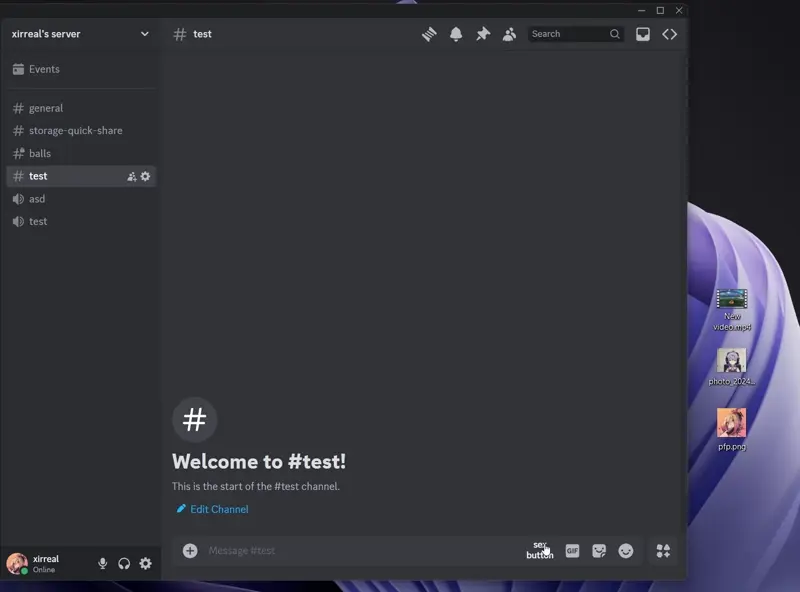 xirreal's server
# test
Search
Events
general
storage-quick-share
balls
test
asd
test
New
video.mp4
photo_2024...
pfp.png
#
Welcome to #test!
This is the start of the #test channel.
Edit Channel
Message #test
button
GIF
xirreal
Online